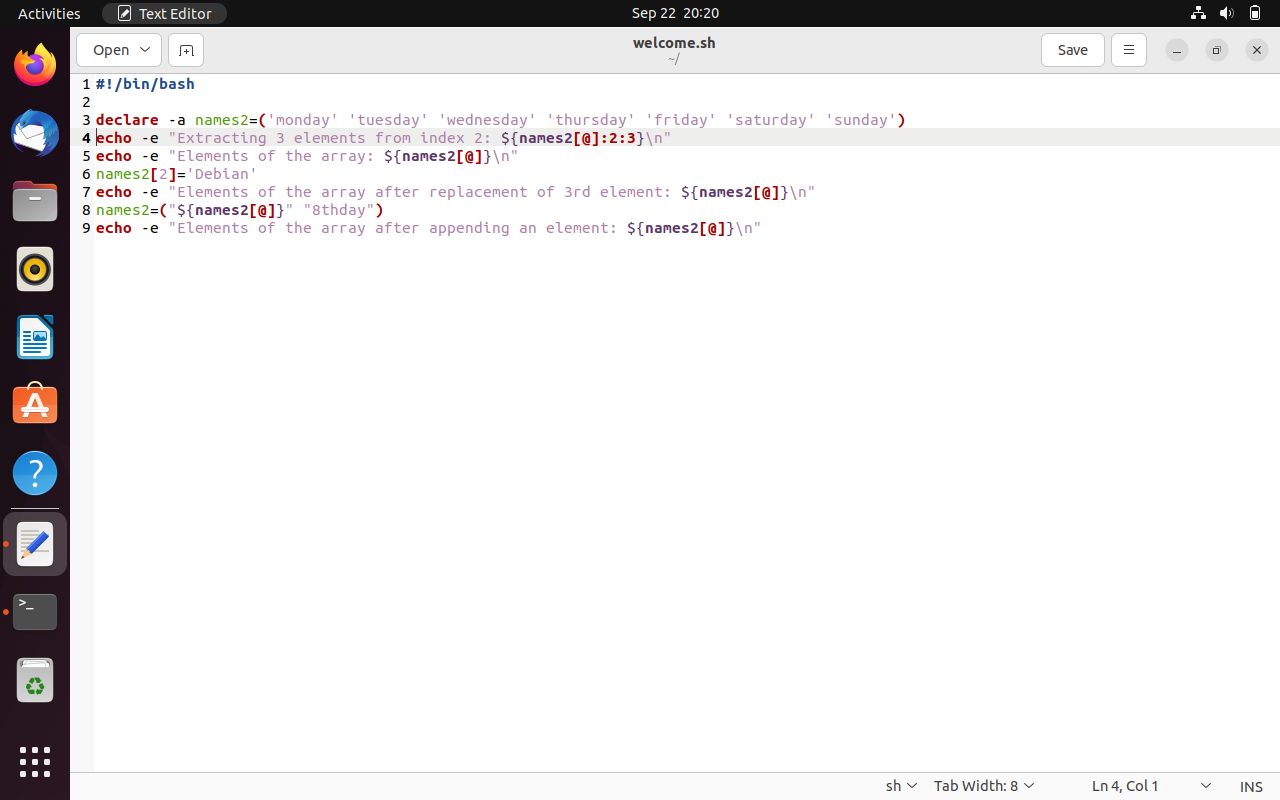 Activities
Text Editor
Sep 22 20:20
Open
welcome.sh
~/
Save
1 #!/bin/bash
2
3 declare -a names2=('monday' 'tuesday' 'wednesday' 'thursday' 'friday' 'saturday' 'sunday')
4 echo -e "Extracting 3 elements from index 2: ${names2[@]:2:3}\n"
5 echo -e "Elements of the array: ${names2[@]}\n"
6 names2[2]='Debian'
7 echo -e "Elements of the array after replacement of 3rd element: ${names2[@]}\n"
8 names2=("${names2[@]}" "8thday")
9 echo -e "Elements of the array after appending an element: ${names2[@]}\n"
sh
Tab Width: 8
Ln 4, Col 1
INS